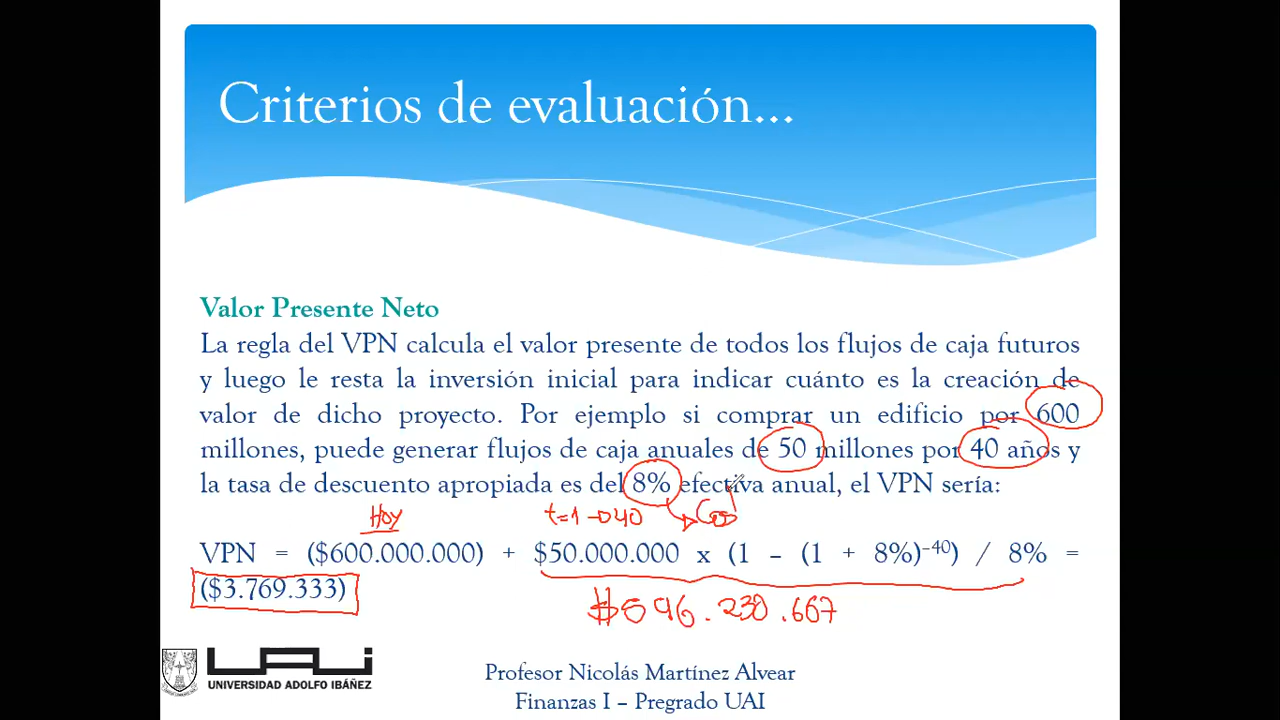 Criterios de evaluación...
Valor Presente Neto
La regla del VPN calcula el valor presente de todos los flujos de caja futuros
y luego le resta la inversión inicial para indicar cuánto es la creación de
valor de dicho proyecto. Por ejemplo si comprar un edificio por 600
millones, puede generar flujos de caja anuales de 50 millones por 40 años y
la tasa de descuento apropiada es del 8% efectiva anual, el VPN sería:
Hoy
t=1→40
VPN = ($600.000.000) + $50.000.000 x (1 – (1 + 8%)⁻⁴⁰) / 8% =
($3.769.333)
$596.230.667
UAI
UNIVERSIDAD ADOLFO IBÁÑEZ
Profesor Nicolás Martínez Alvear
Finanzas I – Pregrado UAI